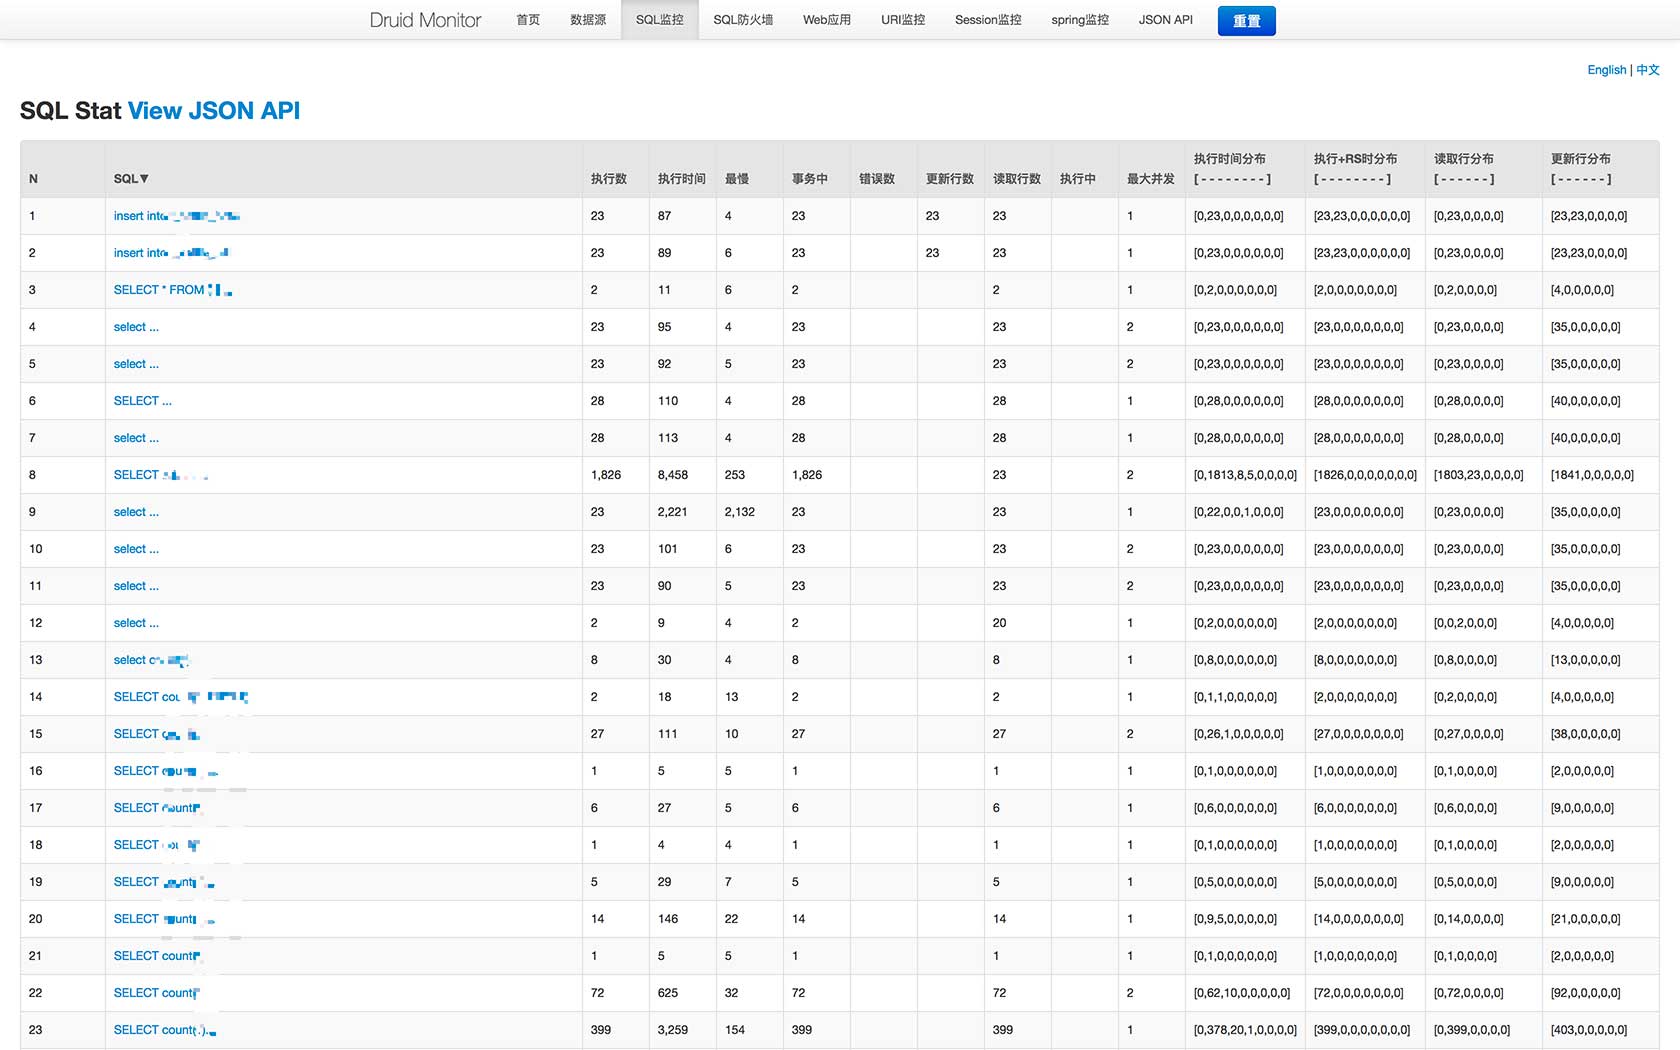 Druid Monitor 首页 数据源 SQL监控 SQL防火墙 Web应用 URI监控 Session监控 spring监控 JSON API 重置
English | 中文
SQL Stat View JSON API
N SQL▼ 执行数 执行时间 最慢 事务中 错误数 更新行数 读取行数 执行中 最大并发 执行时间分布 [ - - - - - - - - ] 执行+RS时分布 [ - - - - - - - - ] 读取行分布 [ - - - - - - ] 更新行分布 [ - - - - - - ]
1 insert 23 87 4 23 23 23 1 [0,23,0,0,0,0,0,0] [23,23,0,0,0,0,0,0] [0,23,0,0,0,0] [23,23,0,0,0,0]
2 insert 23 89 6 23 23 23 1 [0,23,0,0,0,0,0,0] [23,23,0,0,0,0,0,0] [0,23,0,0,0,0] [23,23,0,0,0,0]
3 SELECT * FROM 2 11 6 2 2 1 [0,2,0,0,0,0,0,0] [2,0,0,0,0,0,0,0] [0,2,0,0,0,0] [4,0,0,0,0,0]
4 select ... 23 95 4 23 23 2 [0,23,0,0,0,0,0,0] [23,0,0,0,0,0,0,0] [0,23,0,0,0,0] [35,0,0,0,0,0]
5 select ... 23 92 5 23 23 2 [0,23,0,0,0,0,0,0] [23,0,0,0,0,0,0,0] [0,23,0,0,0,0] [35,0,0,0,0,0]
6 SELECT ... 28 110 4 28 28 1 [0,28,0,0,0,0,0,0] [28,0,0,0,0,0,0,0] [0,28,0,0,0,0] [40,0,0,0,0,0]
7 select ... 28 113 4 28 28 1 [0,28,0,0,0,0,0,0] [28,0,0,0,0,0,0,0] [0,28,0,0,0,0] [40,0,0,0,0,0]
8 SELECT 1,826 8,458 253 1,826 23 2 [0,1813,8,5,0,0,0,0] [1826,0,0,0,0,0,0,0] [1803,23,0,0,0,0] [1841,0,0,0,0,0]
9 select ... 23 2,221 2,132 23 23 1 [0,22,0,0,1,0,0,0] [23,0,0,0,0,0,0,0] [0,23,0,0,0,0] [35,0,0,0,0,0]
10 select ... 23 101 6 23 23 2 [0,23,0,0,0,0,0,0] [23,0,0,0,0,0,0,0] [0,23,0,0,0,0] [35,0,0,0,0,0]
11 select ... 23 90 5 23 23 2 [0,23,0,0,0,0,0,0] [23,0,0,0,0,0,0,0] [0,23,0,0,0,0] [35,0,0,0,0,0]
12 select ... 2 9 4 2 20 1 [0,2,0,0,0,0,0,0] [2,0,0,0,0,0,0,0] [0,0,2,0,0,0] [4,0,0,0,0,0]
13 select 8 30 4 8 8 1 [0,8,0,0,0,0,0,0] [8,0,0,0,0,0,0,0] [0,8,0,0,0,0] [13,0,0,0,0,0]
14 SELECT 2 18 13 2 2 1 [0,1,1,0,0,0,0,0] [2,0,0,0,0,0,0,0] [0,2,0,0,0,0] [4,0,0,0,0,0]
15 SELECT 27 111 10 27 27 2 [0,26,1,0,0,0,0,0] [27,0,0,0,0,0,0,0] [0,27,0,0,0,0] [38,0,0,0,0,0]
16 SELECT 1 5 5 1 1 1 [0,1,0,0,0,0,0,0] [1,0,0,0,0,0,0,0] [0,1,0,0,0,0] [2,0,0,0,0,0]
17 SELECT 6 27 5 6 6 1 [0,6,0,0,0,0,0,0] [6,0,0,0,0,0,0,0] [0,6,0,0,0,0] [9,0,0,0,0,0]
18 SELECT 1 4 4 1 1 1 [0,1,0,0,0,0,0,0] [1,0,0,0,0,0,0,0] [0,1,0,0,0,0] [2,0,0,0,0,0]
19 SELECT 5 29 7 5 5 1 [0,5,0,0,0,0,0,0] [5,0,0,0,0,0,0,0] [0,5,0,0,0,0] [9,0,0,0,0,0]
20 SELECT 14 146 22 14 14 1 [0,9,5,0,0,0,0,0] [14,0,0,0,0,0,0,0] [0,14,0,0,0,0] [21,0,0,0,0,0]
21 SELECT count 1 5 5 1 1 1 [0,1,0,0,0,0,0,0] [1,0,0,0,0,0,0,0] [0,1,0,0,0,0] [2,0,0,0,0,0]
22 SELECT count 72 625 32 72 72 2 [0,62,10,0,0,0,0,0] [72,0,0,0,0,0,0,0] [0,72,0,0,0,0] [92,0,0,0,0,0]
23 SELECT count 399 3,259 154 399 399 1 [0,378,20,1,0,0,0,0] [399,0,0,0,0,0,0,0] [0,399,0,0,0,0] [403,0,0,0,0,0]